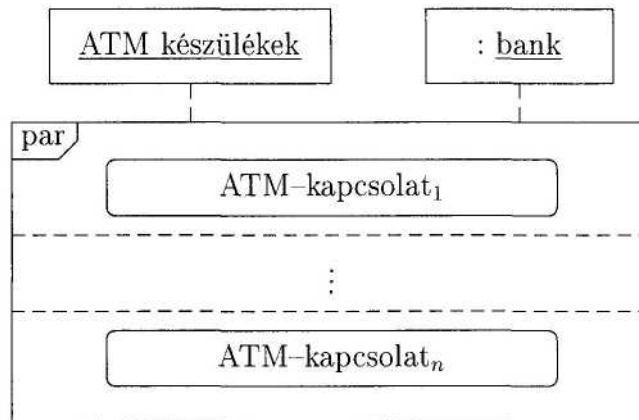 ATM készülékek
: bank
par
ATM–kapcsolat₁
⋮
ATM–kapcsolatₙ